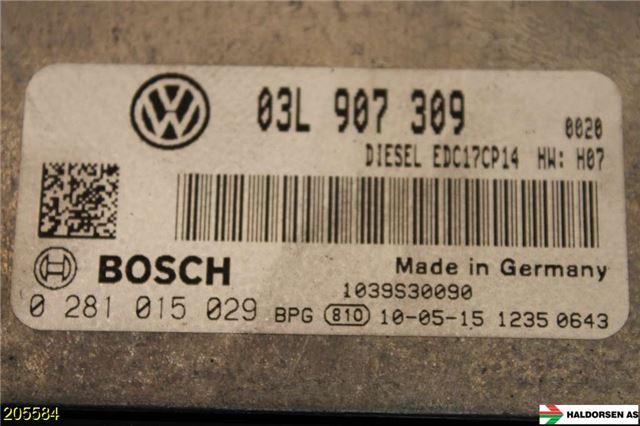 03L 907 309 0020
DIESEL EDC17CP14 HW: H07
BOSCH
Made in Germany
1039S30090
0 281 015 029 BPG 810 10-05-15 1235 0643
205584
HALDORSEN AS